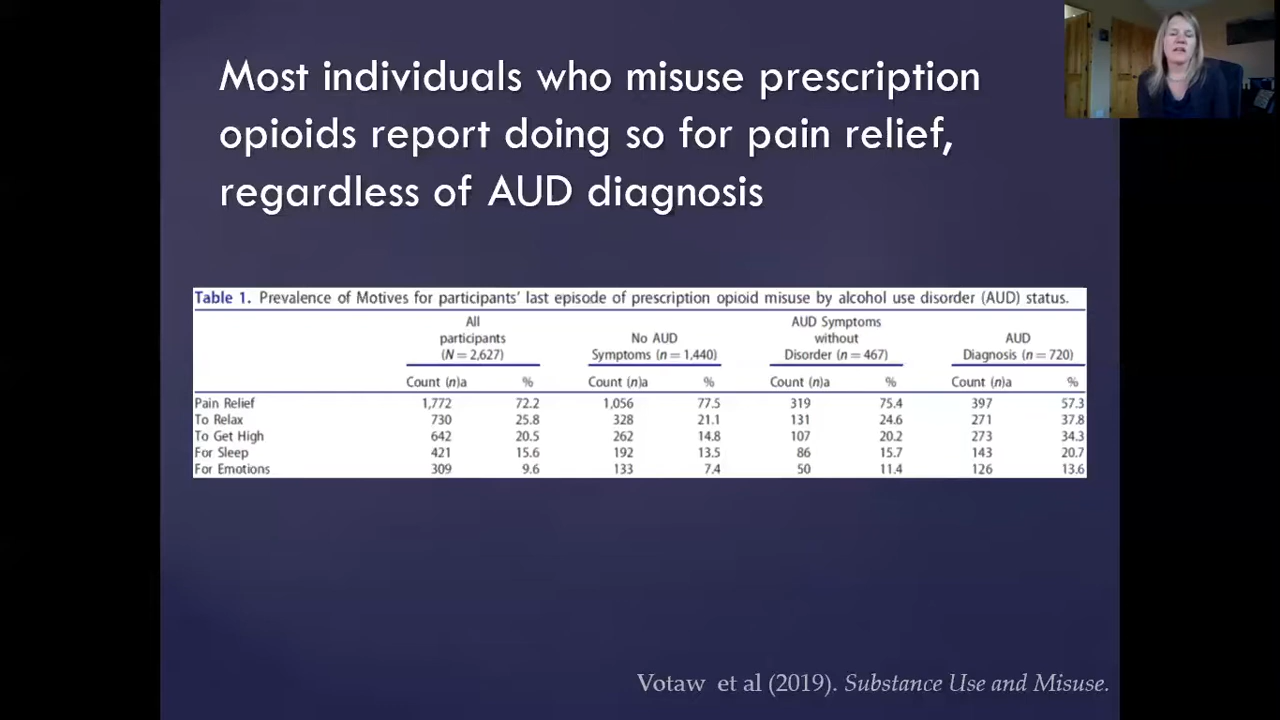 Most individuals who misuse prescription
opioids report doing so for pain relief,
regardless of AUD diagnosis
Table 1. Prevalence of Motives for participants' last episode of prescription opioid misuse by alcohol use disorder (AUD) status.
All participants (N = 2,627) No AUD Symptoms (n = 1,440) AUD Symptoms without Disorder (n = 467) AUD Diagnosis (n = 720)
Count (n)a % Count (n)a % Count (n)a % Count (n)a %
Pain Relief 1,772 72.2 1,056 77.5 319 75.4 397 57.3
To Relax 730 25.8 328 21.1 131 24.6 271 37.8
To Get High 642 20.5 262 14.8 107 20.2 273 34.3
For Sleep 421 15.6 192 13.5 86 15.7 143 20.7
For Emotions 309 9.6 133 7.4 50 11.4 126 13.6
Votaw et al (2019). Substance Use and Misuse.